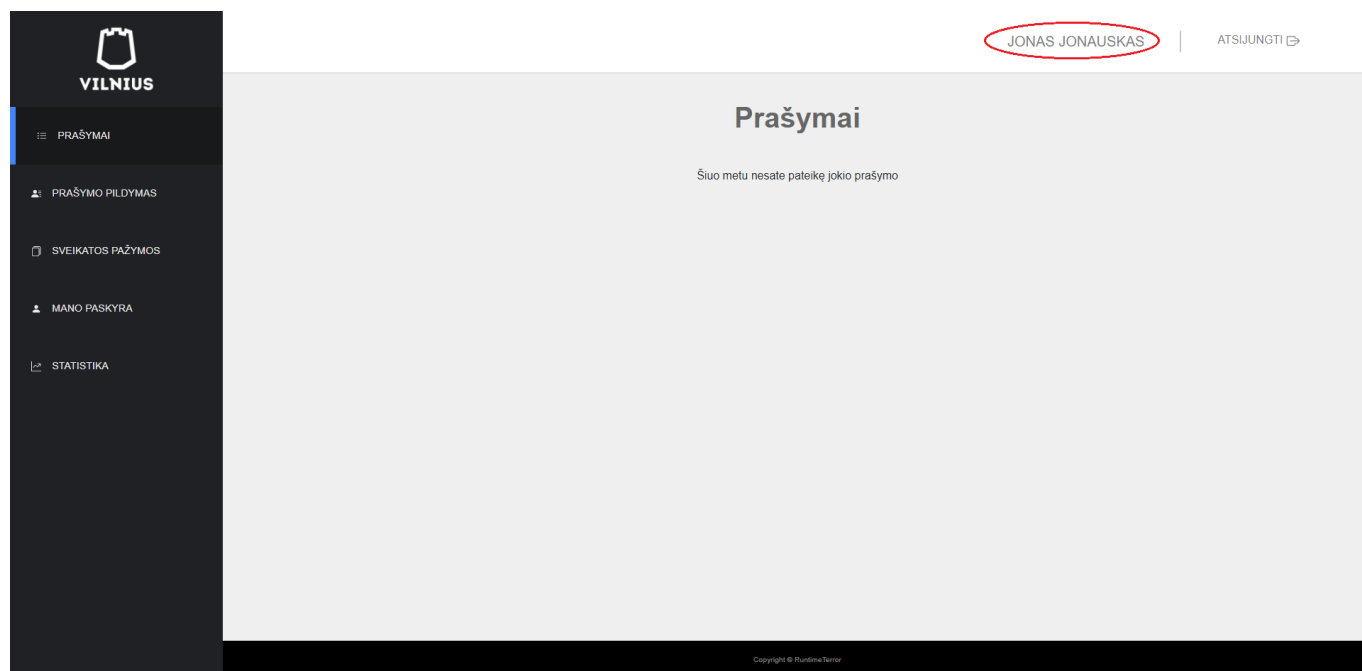 VILNIUS
JONAS JONAUSKAS
ATSIJUNGTI
PRAŠYMAI
PRAŠYMO PILDYMAS
SVEIKATOS PAŽYMOS
MANO PASKYRA
STATISTIKA
Prašymai
Šiuo metu nesate pateikę jokio prašymo
Copyright © RuntimeTerror